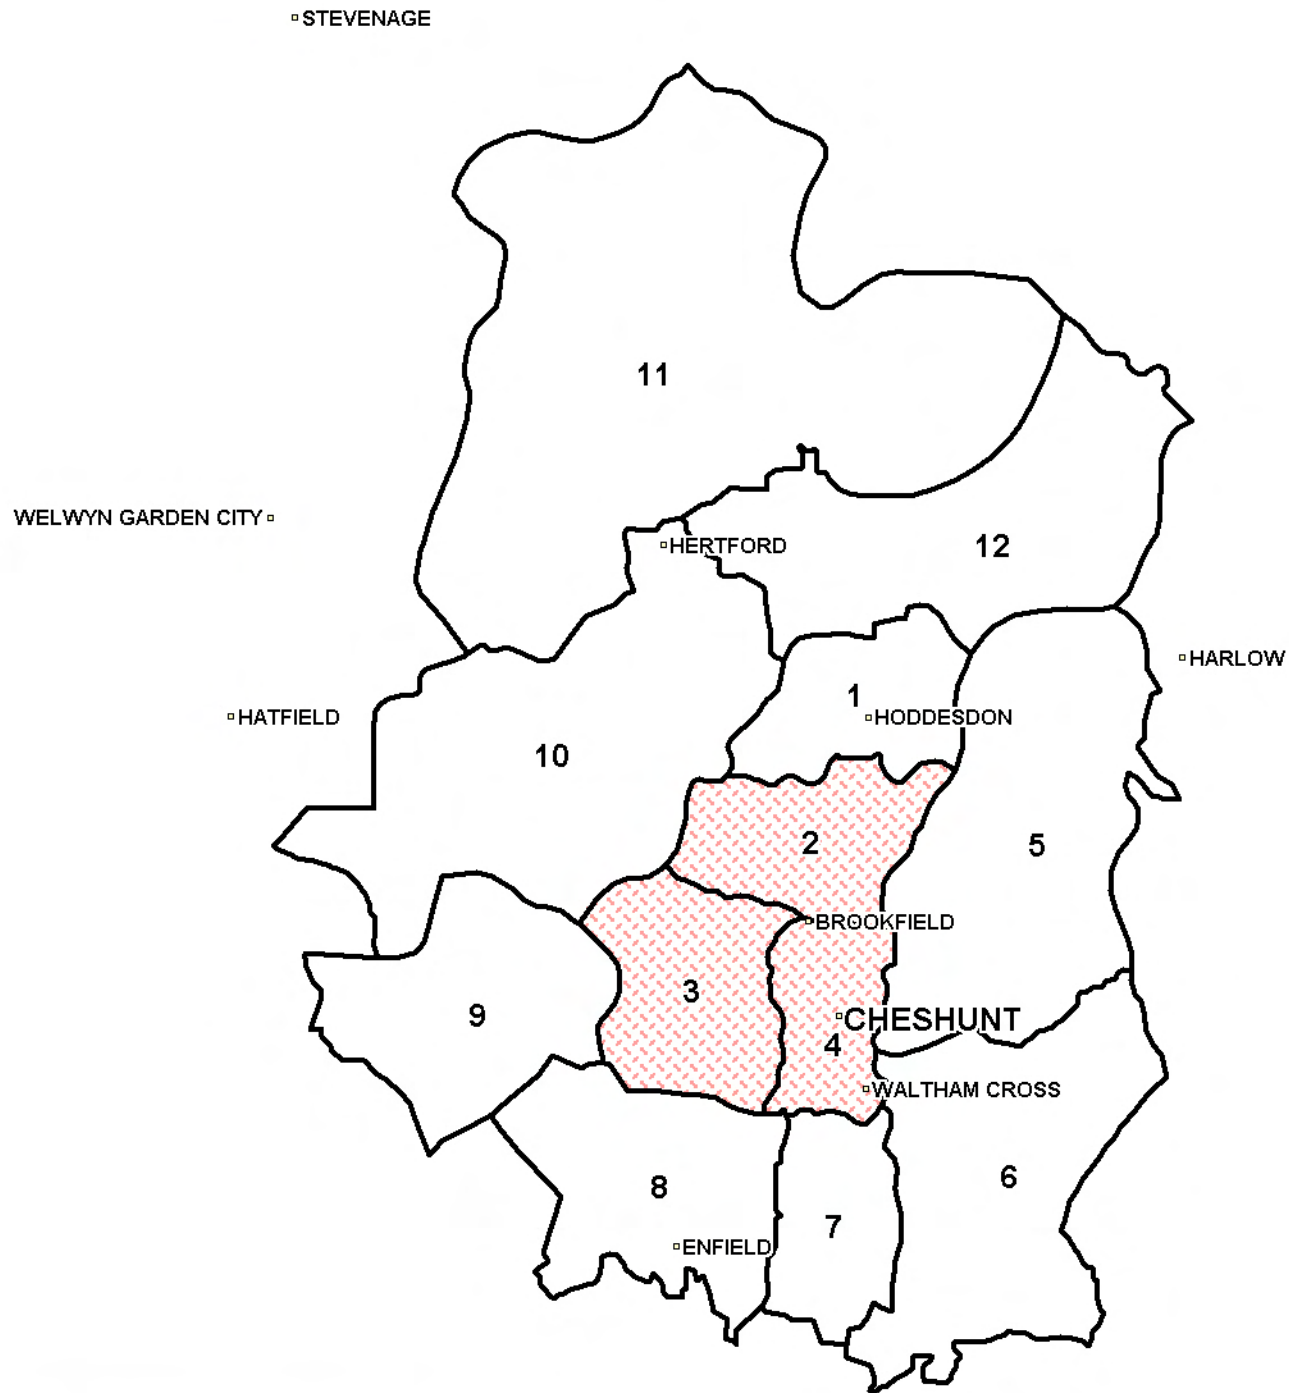 STEVENAGE
11
WELWYN GARDEN CITY
HERTFORD
12
HARLOW
1
HATFIELD
HODDESDON
10
2
5
BROOKFIELD
3
9
CHESHUNT
4
WALTHAM CROSS
6
8
7
ENFIELD